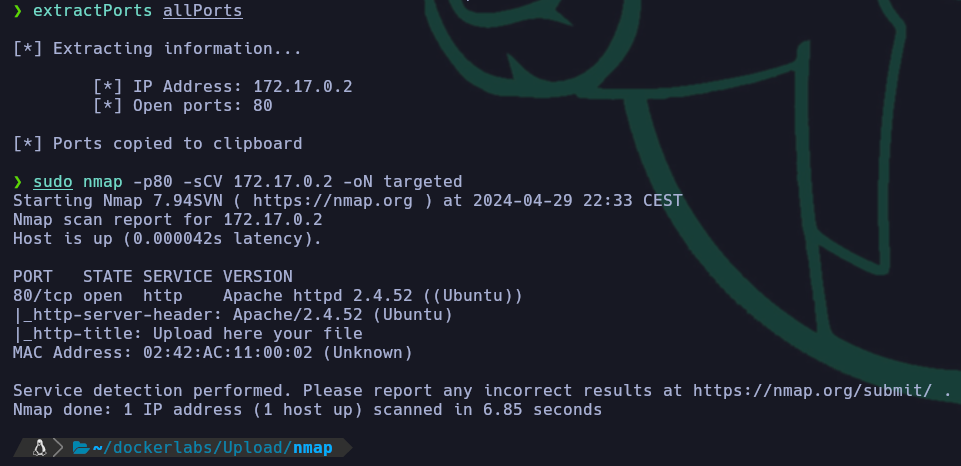 ❯ extractPorts allPorts
[*] Extracting information...
[*] IP Address: 172.17.0.2
[*] Open ports: 80
[*] Ports copied to clipboard
❯ sudo nmap -p80 -sCV 172.17.0.2 -oN targeted
Starting Nmap 7.94SVN ( https://nmap.org ) at 2024-04-29 22:33 CEST
Nmap scan report for 172.17.0.2
Host is up (0.000042s latency).
PORT   STATE SERVICE VERSION
80/tcp open  http    Apache httpd 2.4.52 ((Ubuntu))
|_http-server-header: Apache/2.4.52 (Ubuntu)
|_http-title: Upload here your file
MAC Address: 02:42:AC:11:00:02 (Unknown)
Service detection performed. Please report any incorrect results at https://nmap.org/submit/ .
Nmap done: 1 IP address (1 host up) scanned in 6.85 seconds
~/dockerlabs/Upload/nmap